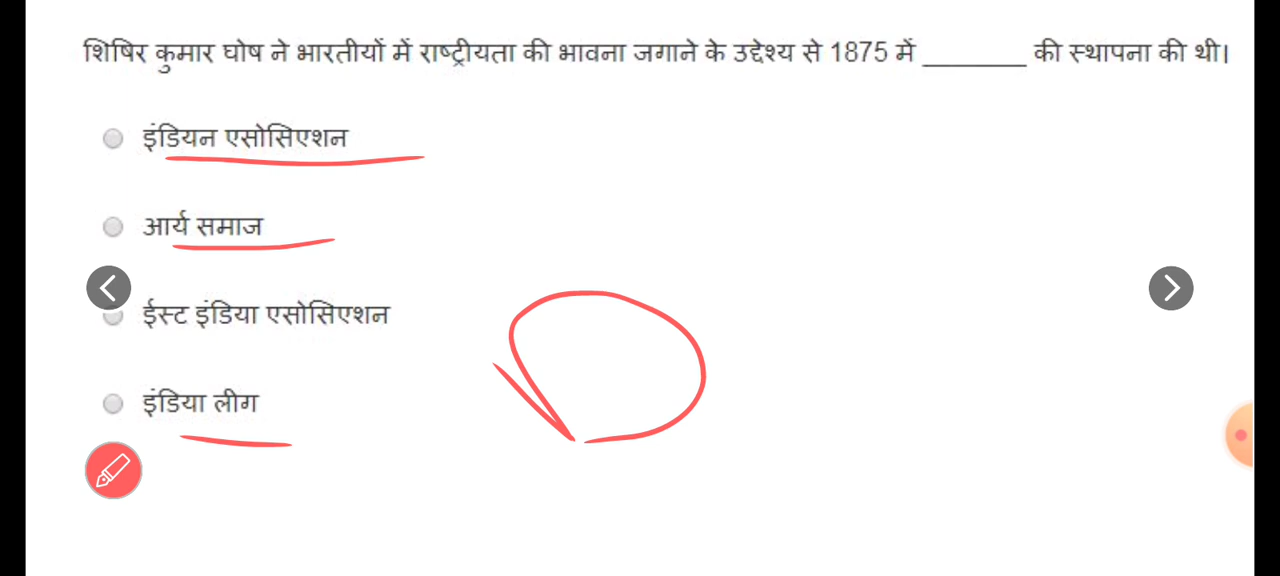 शिषिर कुमार घोष ने भारतीयों में राष्ट्रीयता की भावना जगाने के उद्देश्य से 1875 में ________ की स्थापना की थी।
इंडियन एसोसिएशन
आर्य समाज
ईस्ट इंडिया एसोसिएशन
इंडिया लीग